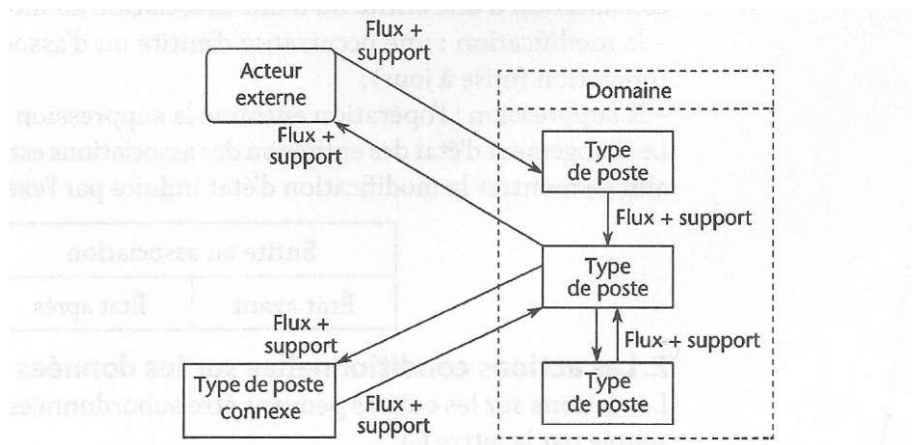 Flux +
support
Acteur
externe
Flux +
support
Domaine
Type
de poste
Flux + support
Type
de poste
Flux +
support
Flux + support
Type de poste
connexe
Flux +
support
Type
de poste